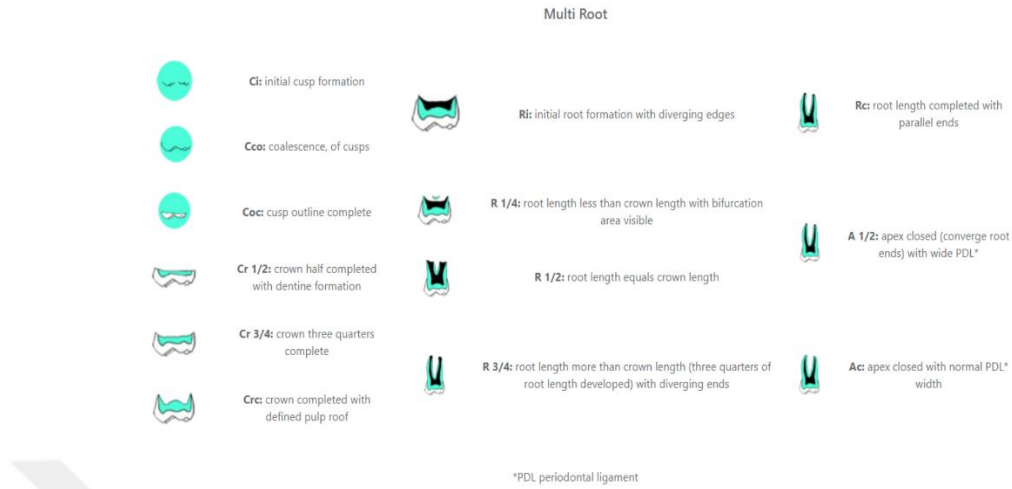 Multi Root
Ci: initial cusp formation
Cco: coalescence, of cusps
Coc: cusp outline complete
Cr 1/2: crown half completed
with dentine formation
Cr 3/4: crown three quarters
complete
Crc: crown completed with
defined pulp roof
Ri: initial root formation with diverging edges
R 1/4: root length less than crown length with bifurcation
area visible
R 1/2: root length equals crown length
R 3/4: root length more than crown length (three quarters of
root length developed) with diverging ends
Rc: root length completed with
parallel ends
A 1/2: apex closed (converge root
ends) with wide PDL*
Ac: apex closed with normal PDL*
width
*PDL periodontal ligament